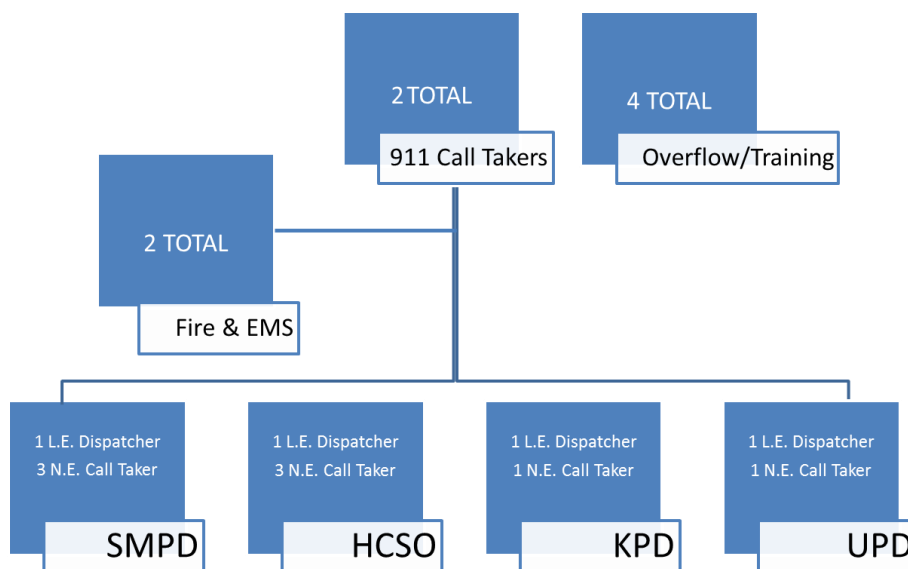 2 TOTAL
911 Call Takers
4 TOTAL
Overflow/Training
2 TOTAL
Fire & EMS
1 L.E. Dispatcher
3 N.E. Call Taker
SMPD
1 L.E. Dispatcher
3 N.E. Call Taker
HCSO
1 L.E. Dispatcher
1 N.E. Call Taker
KPD
1 L.E. Dispatcher
1 N.E. Call Taker
UPD